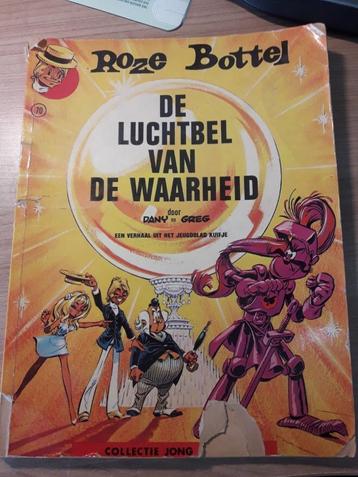 Roze Bottel
70
DE
LUCHTBEL
VAN
DE WAARHEID
door
DANY EN GREG
EEN VERHAAL UIT HET JEUGDBLAD KUIFJE
COLLECTIE JONG